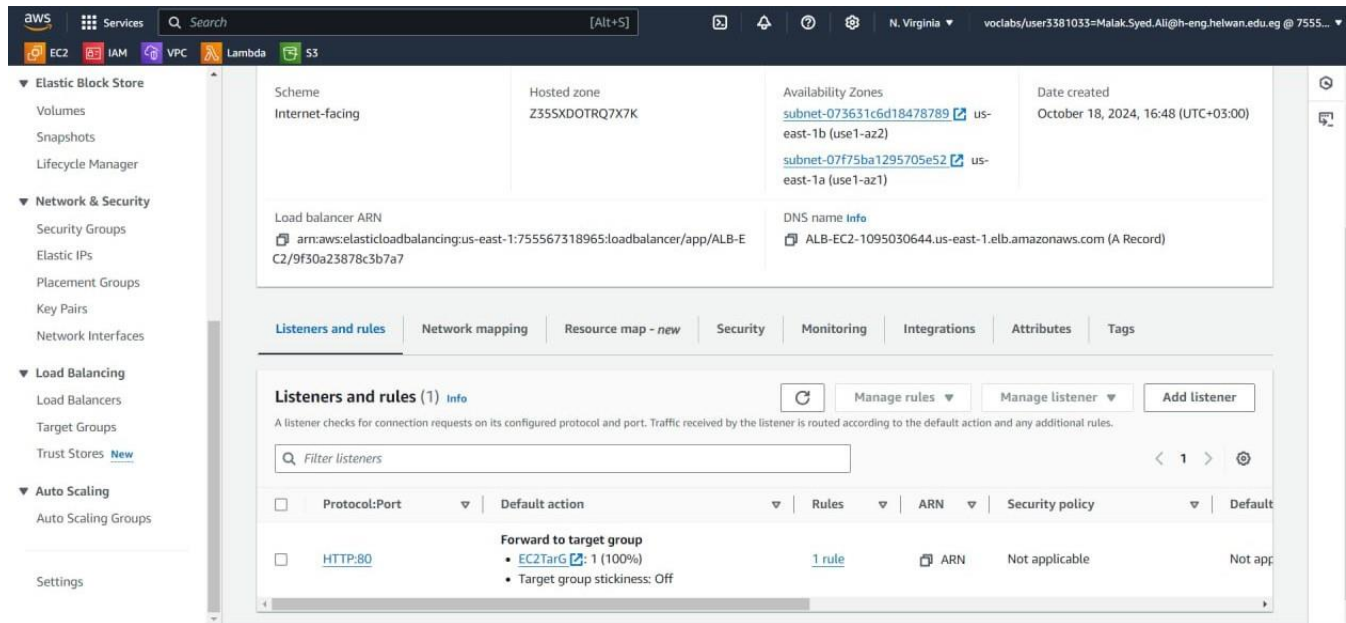 aws
Services
Search
[Alt+S]
N. Virginia
voclabs/user3381033=Malak.Syed.Ali@h-eng.helwan.edu.eg @ 7555...
EC2
IAM
VPC
Lambda
S3
Elastic Block Store
Volumes
Snapshots
Lifecycle Manager
Network & Security
Security Groups
Elastic IPs
Placement Groups
Key Pairs
Network Interfaces
Load Balancing
Load Balancers
Target Groups
Trust Stores New
Auto Scaling
Auto Scaling Groups
Settings
Scheme
Internet-facing
Hosted zone
Z35SXDOTRQ7X7K
Availability Zones
subnet-073631c6d18478789 us-
east-1b (use1-az2)
subnet-07f75ba1295705e52 us-
east-1a (use1-az1)
Date created
October 18, 2024, 16:48 (UTC+03:00)
Load balancer ARN
arn:aws:elasticloadbalancing:us-east-1:755567318965:loadbalancer/app/ALB-E
C2/9f30a23878c3b7a7
DNS name Info
ALB-EC2-1095030644.us-east-1.elb.amazonaws.com (A Record)
Listeners and rules
Network mapping
Resource map - new
Security
Monitoring
Integrations
Attributes
Tags
Listeners and rules (1) Info
Manage rules
Manage listener
Add listener
A listener checks for connection requests on its configured protocol and port. Traffic received by the listener is routed according to the default action and any additional rules.
Filter listeners
1
Protocol:Port
Default action
Rules
ARN
Security policy
Default
HTTP:80
Forward to target group
• EC2TarG: 1 (100%)
• Target group stickiness: Off
1 rule
ARN
Not applicable
Not app